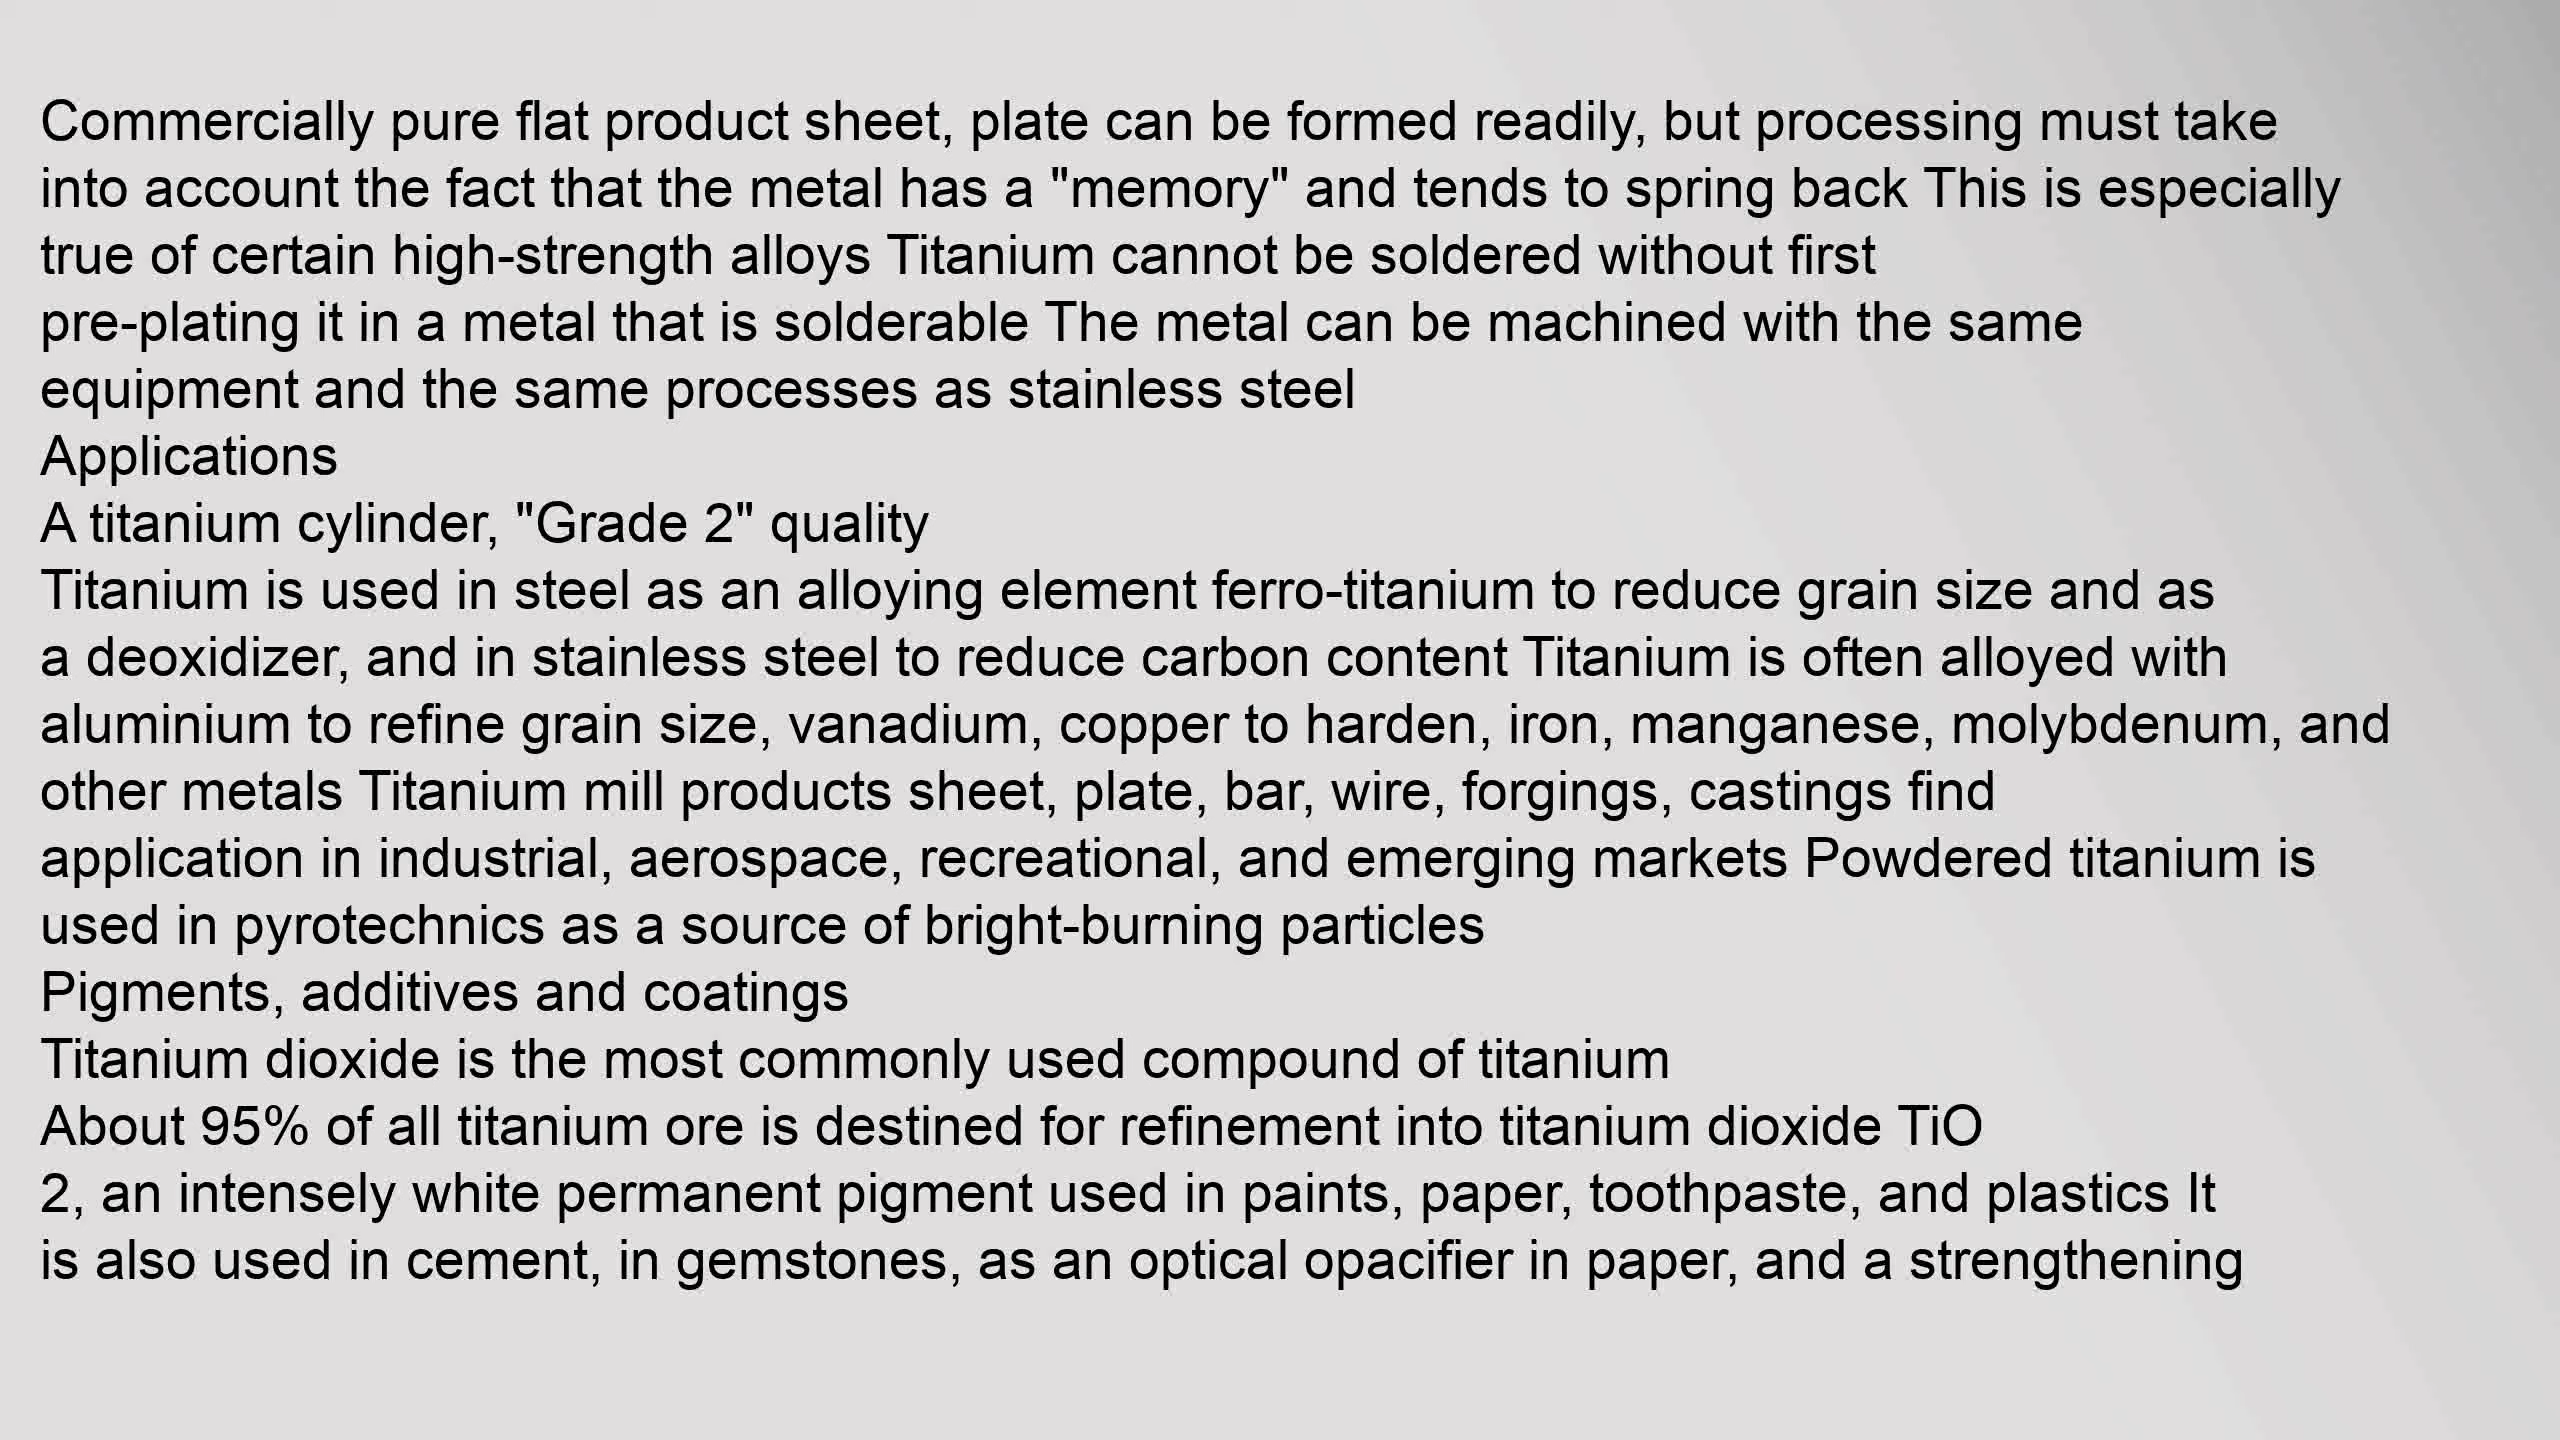 Commercially pure flat product sheet, plate can be formed readily, but processing must take
into account the fact that the metal has a "memory" and tends to spring back This is especially
true of certain high-strength alloys Titanium cannot be soldered without first
pre-plating it in a metal that is solderable The metal can be machined with the same
equipment and the same processes as stainless steel
Applications
A titanium cylinder, "Grade 2" quality
Titanium is used in steel as an alloying element ferro-titanium to reduce grain size and as
a deoxidizer, and in stainless steel to reduce carbon content Titanium is often alloyed with
aluminium to refine grain size, vanadium, copper to harden, iron, manganese, molybdenum, and
other metals Titanium mill products sheet, plate, bar, wire, forgings, castings find
application in industrial, aerospace, recreational, and emerging markets Powdered titanium is
used in pyrotechnics as a source of bright-burning particles
Pigments, additives and coatings
Titanium dioxide is the most commonly used compound of titanium
About 95% of all titanium ore is destined for refinement into titanium dioxide TiO
2, an intensely white permanent pigment used in paints, paper, toothpaste, and plastics It
is also used in cement, in gemstones, as an optical opacifier in paper, and a strengthening